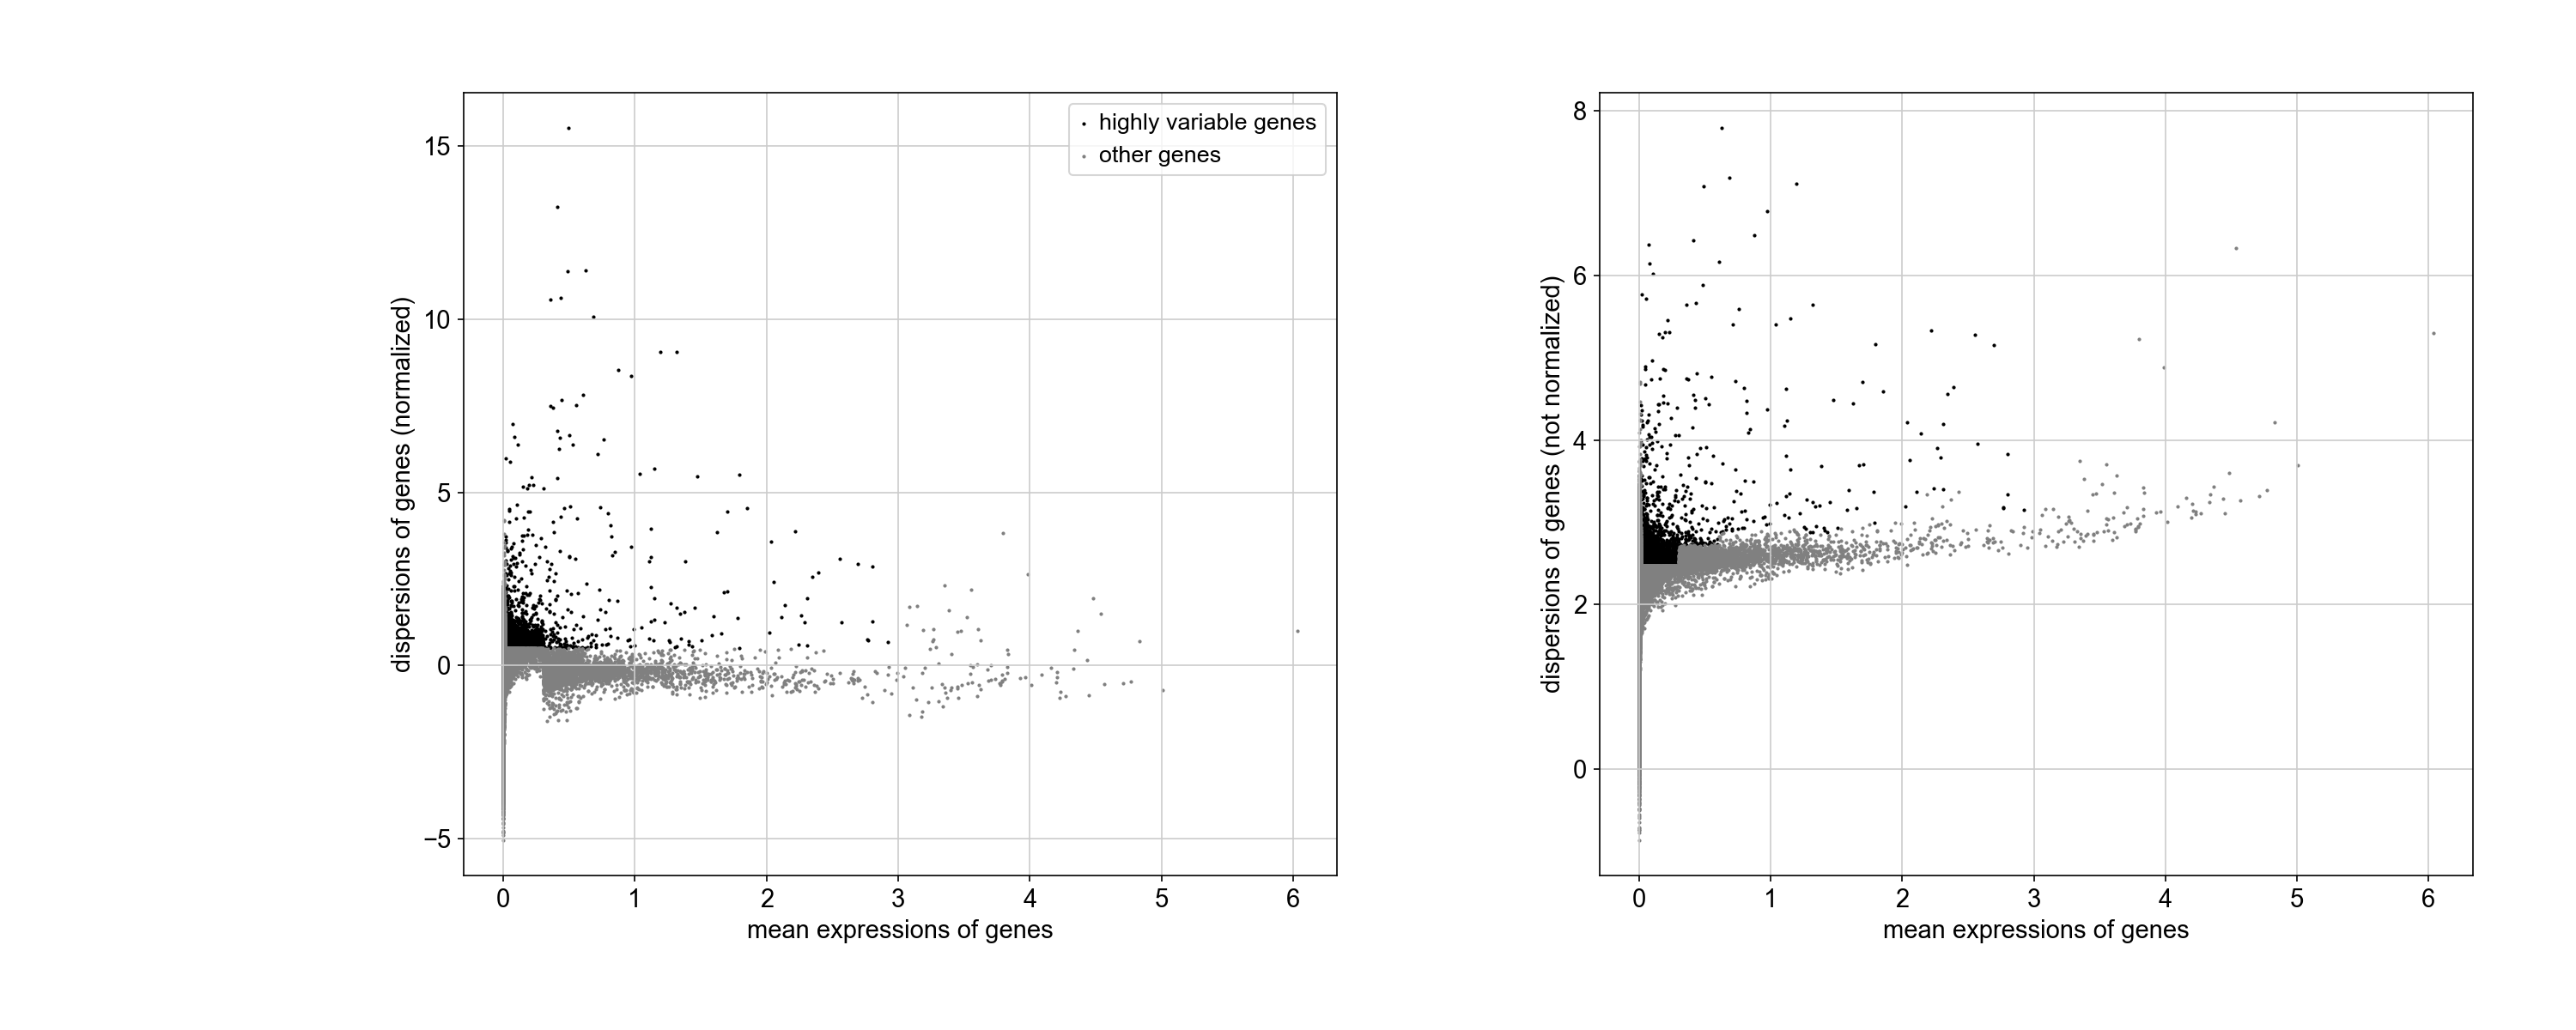 highly variable genes
other genes
15
10
5
0
−5
dispersions of genes (normalized)
0 1 2 3 4 5 6
mean expressions of genes
8
6
4
2
0
dispersions of genes (not normalized)
0 1 2 3 4 5 6
mean expressions of genes